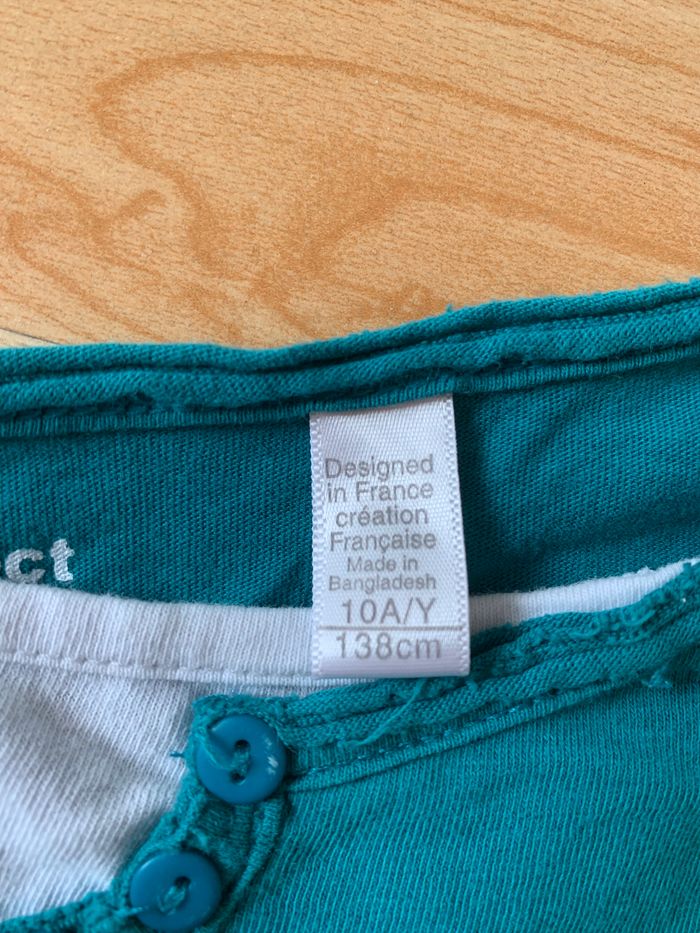 Designed
in France
création
Française
Made in
Bangladesh
10A/Y
138cm
ct